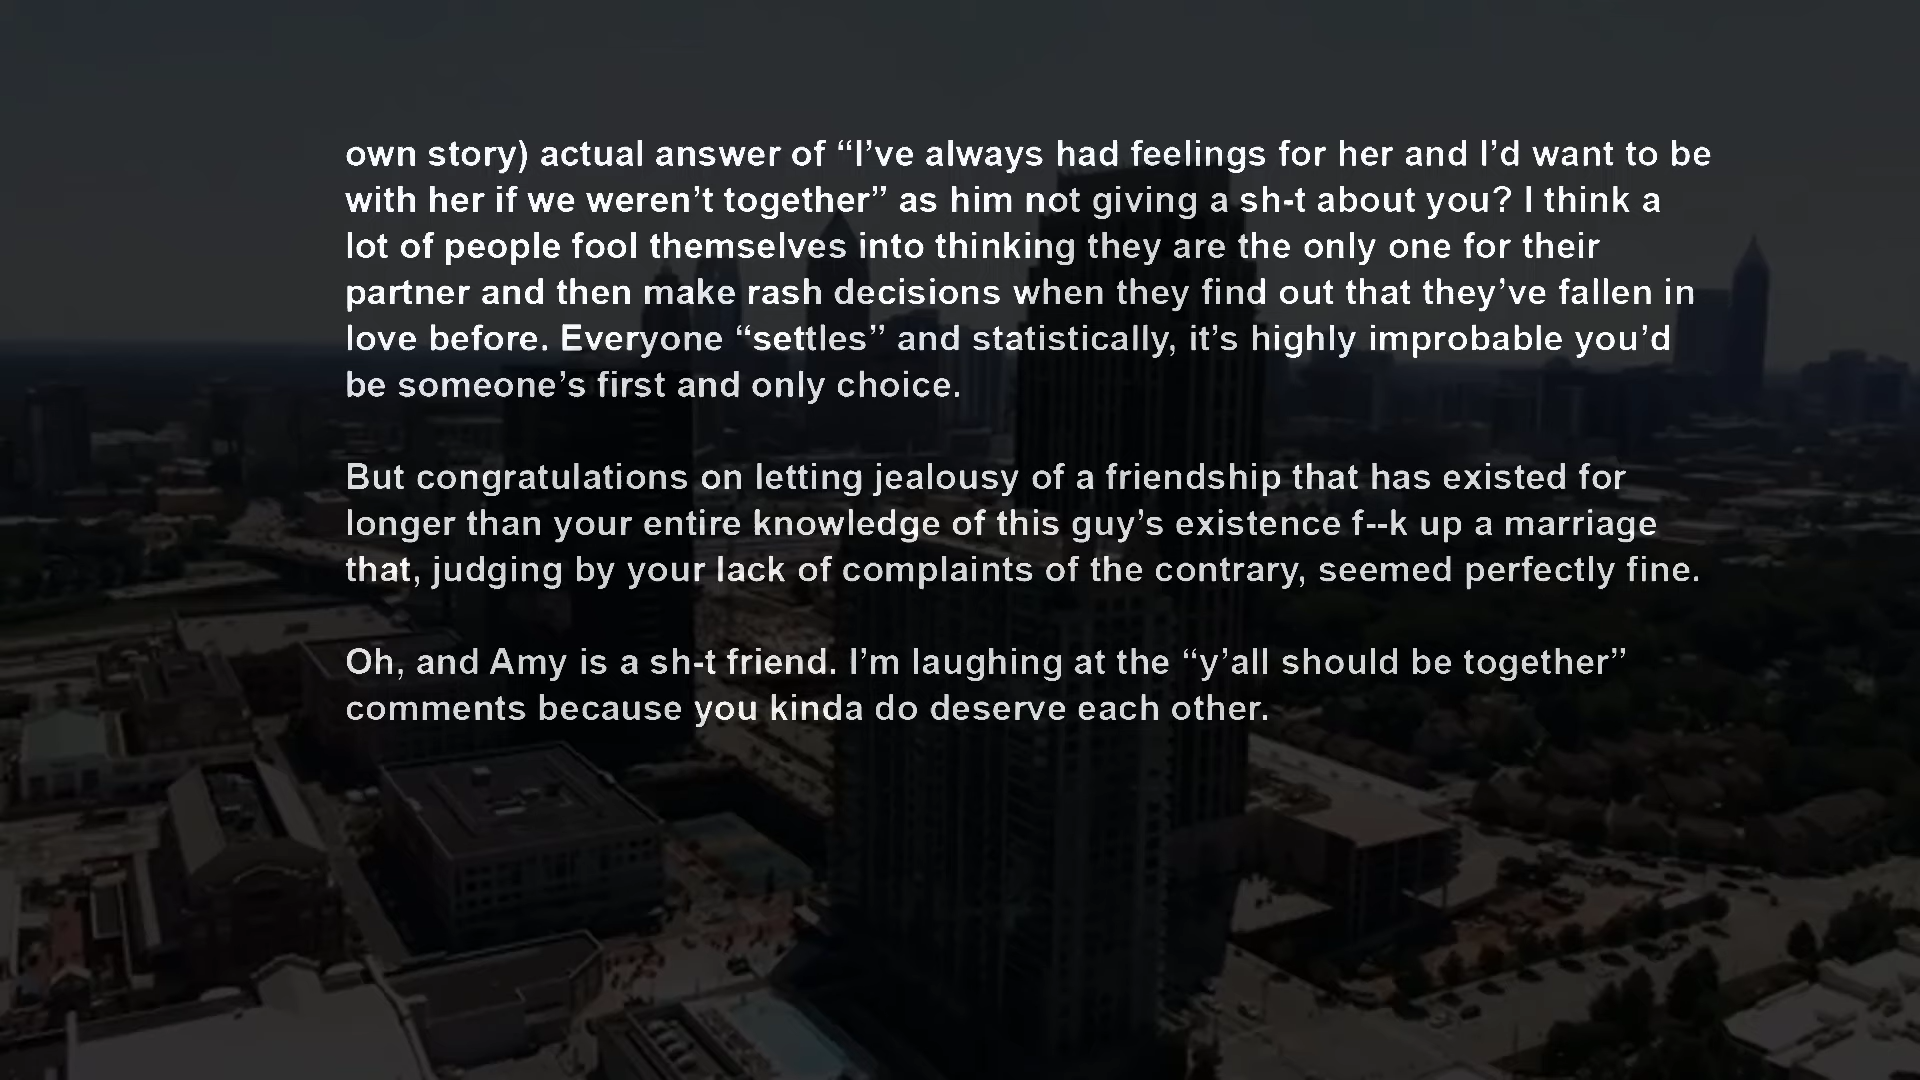 own story) actual answer of “I’ve always had feelings for her and I’d want to be
with her if we weren’t together” as him not giving a sh-t about you? I think a
lot of people fool themselves into thinking they are the only one for their
partner and then make rash decisions when they find out that they’ve fallen in
love before. Everyone “settles” and statistically, it’s highly improbable you’d
be someone’s first and only choice.
But congratulations on letting jealousy of a friendship that has existed for
longer than your entire knowledge of this guy’s existence f--k up a marriage
that, judging by your lack of complaints of the contrary, seemed perfectly fine.
Oh, and Amy is a sh-t friend. I’m laughing at the “y’all should be together”
comments because you kinda do deserve each other.